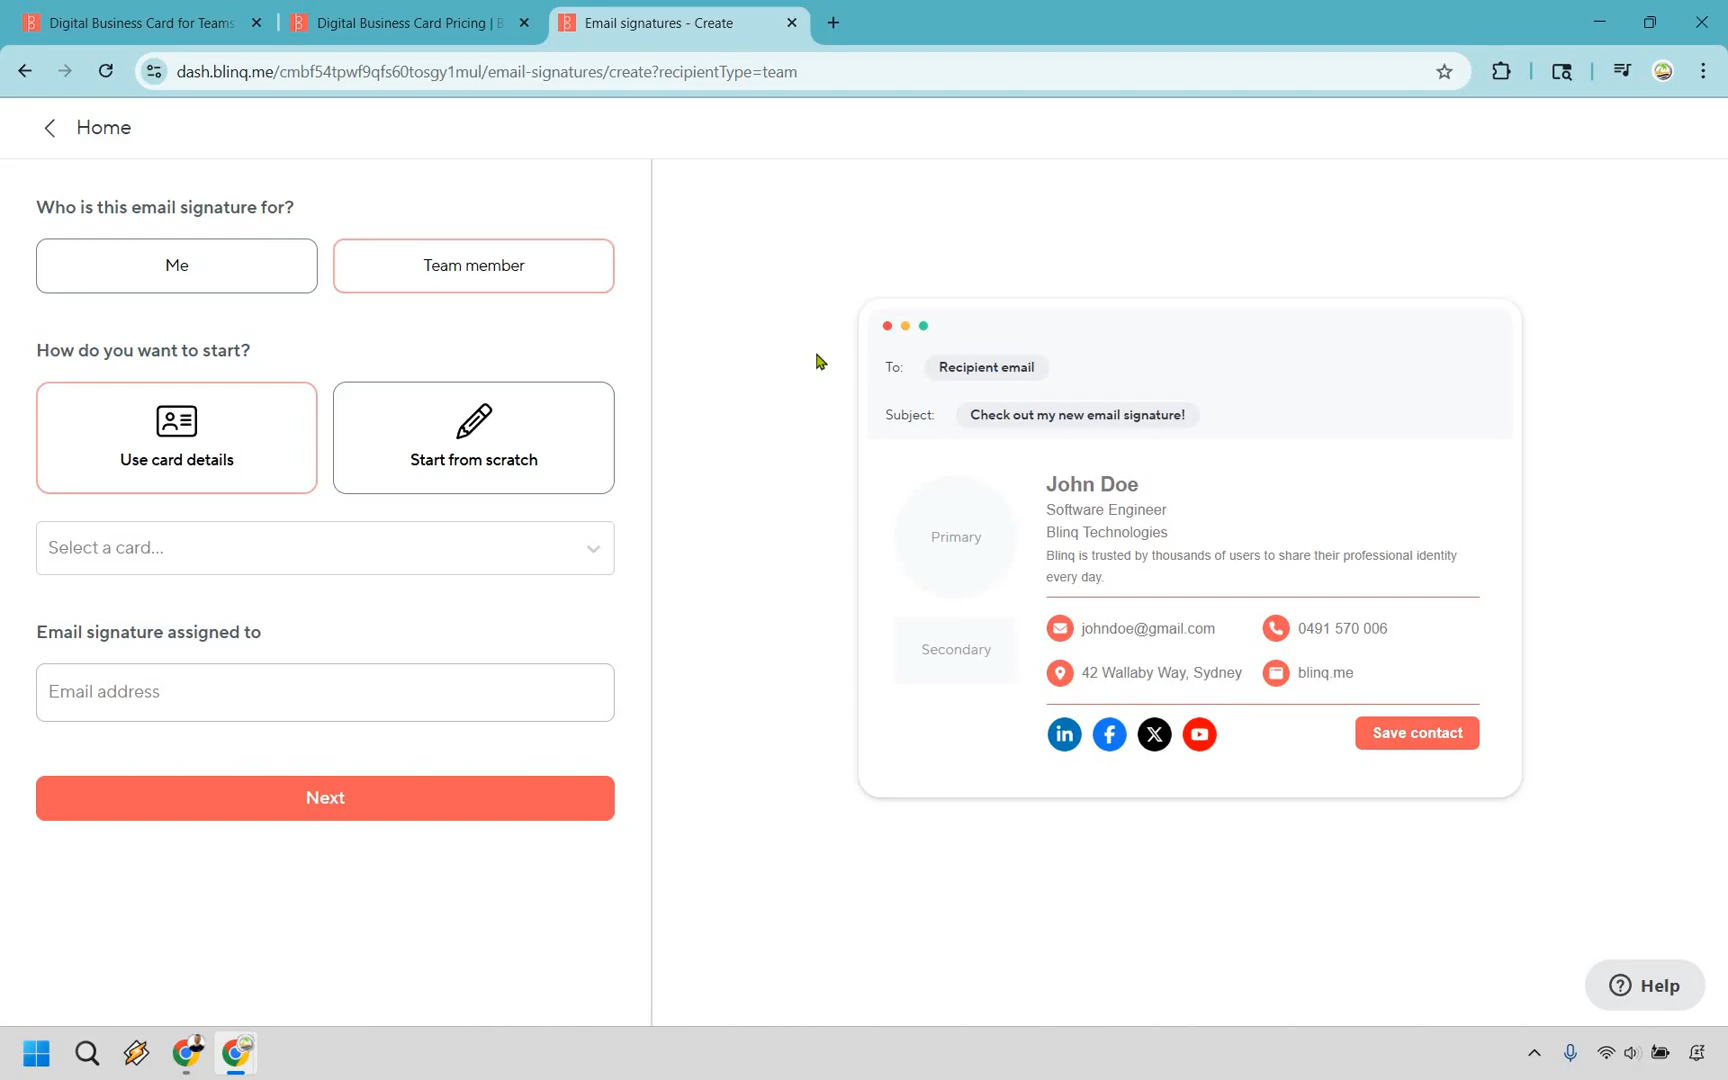 Digital Business Card for Teams
Digital Business Card Pricing | B
Email signatures - Create
dash.blinq.me/cmbf54tpwf9qfs60tosgy1mul/email-signatures/create?recipientType=team
Home
Who is this email signature for?
Me
Team member
How do you want to start?
Use card details
Start from scratch
Select a card...
Email signature assigned to
Email address
Next
To:
Recipient email
Subject:
Check out my new email signature!
Primary
Secondary
John Doe
Software Engineer
Blinq Technologies
Blinq is trusted by thousands of users to share their professional identity
every day.
johndoe@gmail.com
0491 570 006
42 Wallaby Way, Sydney
blinq.me
Save contact
Help